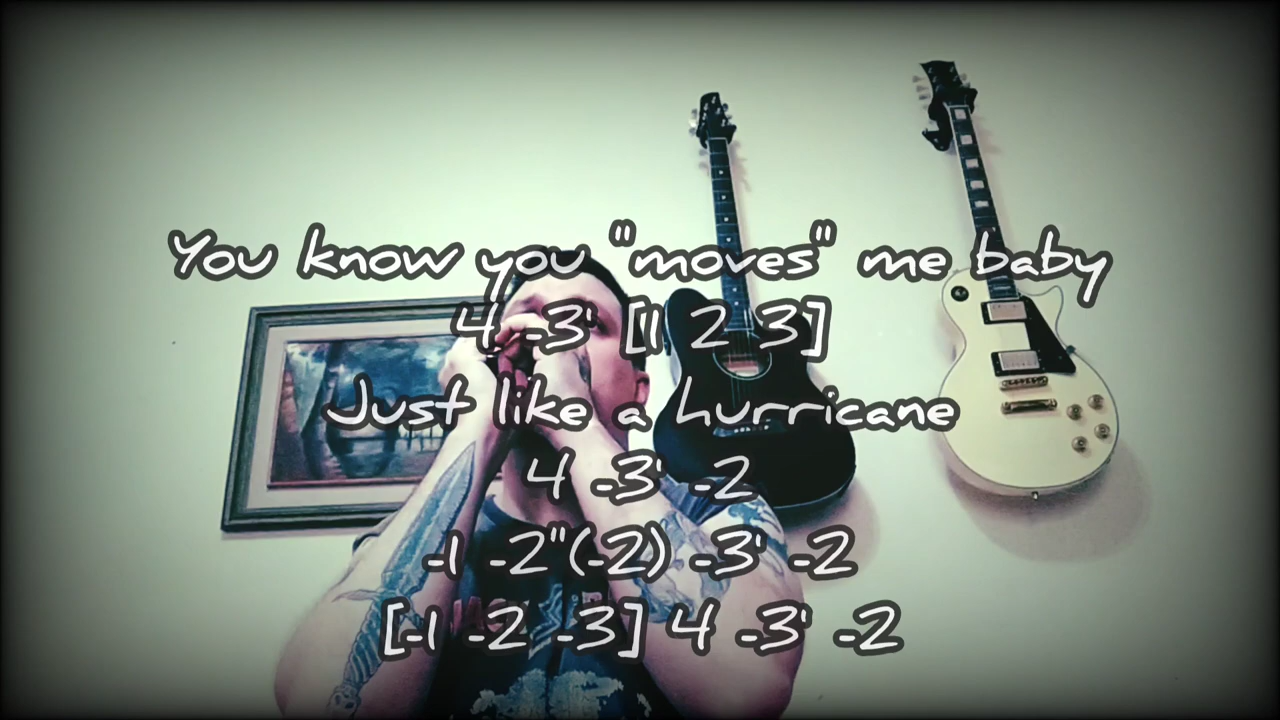 You know you "moves" me baby
4 -3' [1 2 3]
Just like a hurricane
4 -3' -2
-1 -2"(-2) -3' -2
[-1 -2 -3] 4 -3' -2